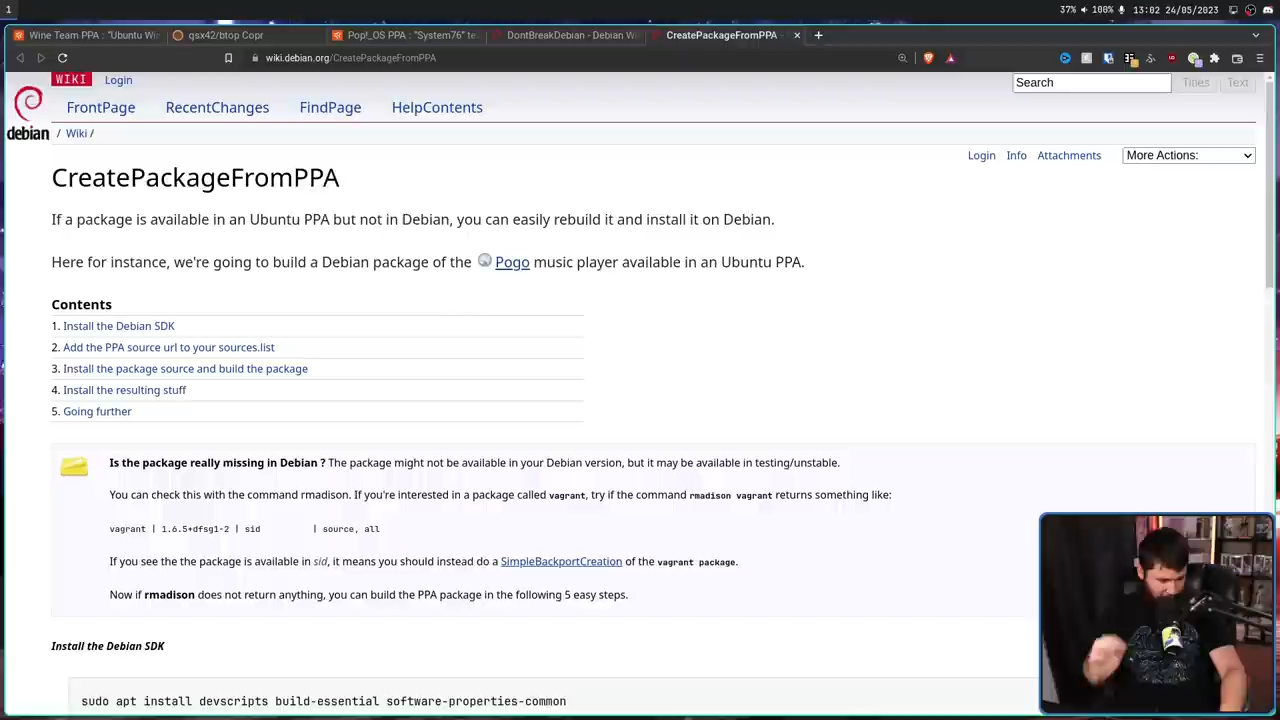 1
37%
100%
13:02 24/05/2023
Wine Team PPA : "Ubuntu Wi
qsx42/btop Copr
Pop!_OS PPA : "System76" te
DontBreakDebian - Debian Wi
CreatePackageFromPPA -
wiki.debian.org/CreatePackageFromPPA
WIKI
Login
Search
Titles
Text
FrontPage
RecentChanges
FindPage
HelpContents
debian
/ Wiki /
Login
Info
Attachments
More Actions:
CreatePackageFromPPA
If a package is available in an Ubuntu PPA but not in Debian, you can easily rebuild it and install it on Debian.
Here for instance, we're going to build a Debian package of the Pogo music player available in an Ubuntu PPA.
Contents
1. Install the Debian SDK
2. Add the PPA source url to your sources.list
3. Install the package source and build the package
4. Install the resulting stuff
5. Going further
Is the package really missing in Debian ? The package might not be available in your Debian version, but it may be available in testing/unstable.
You can check this with the command rmadison. If you're interested in a package called vagrant, try if the command rmadison vagrant returns something like:
vagrant | 1.6.5+dfsg1-2 | sid | source, all
If you see the the package is available in sid, it means you should instead do a SimpleBackportCreation of the vagrant package.
Now if rmadison does not return anything, you can build the PPA package in the following 5 easy steps.
Install the Debian SDK
sudo apt install devscripts build-essential software-properties-common